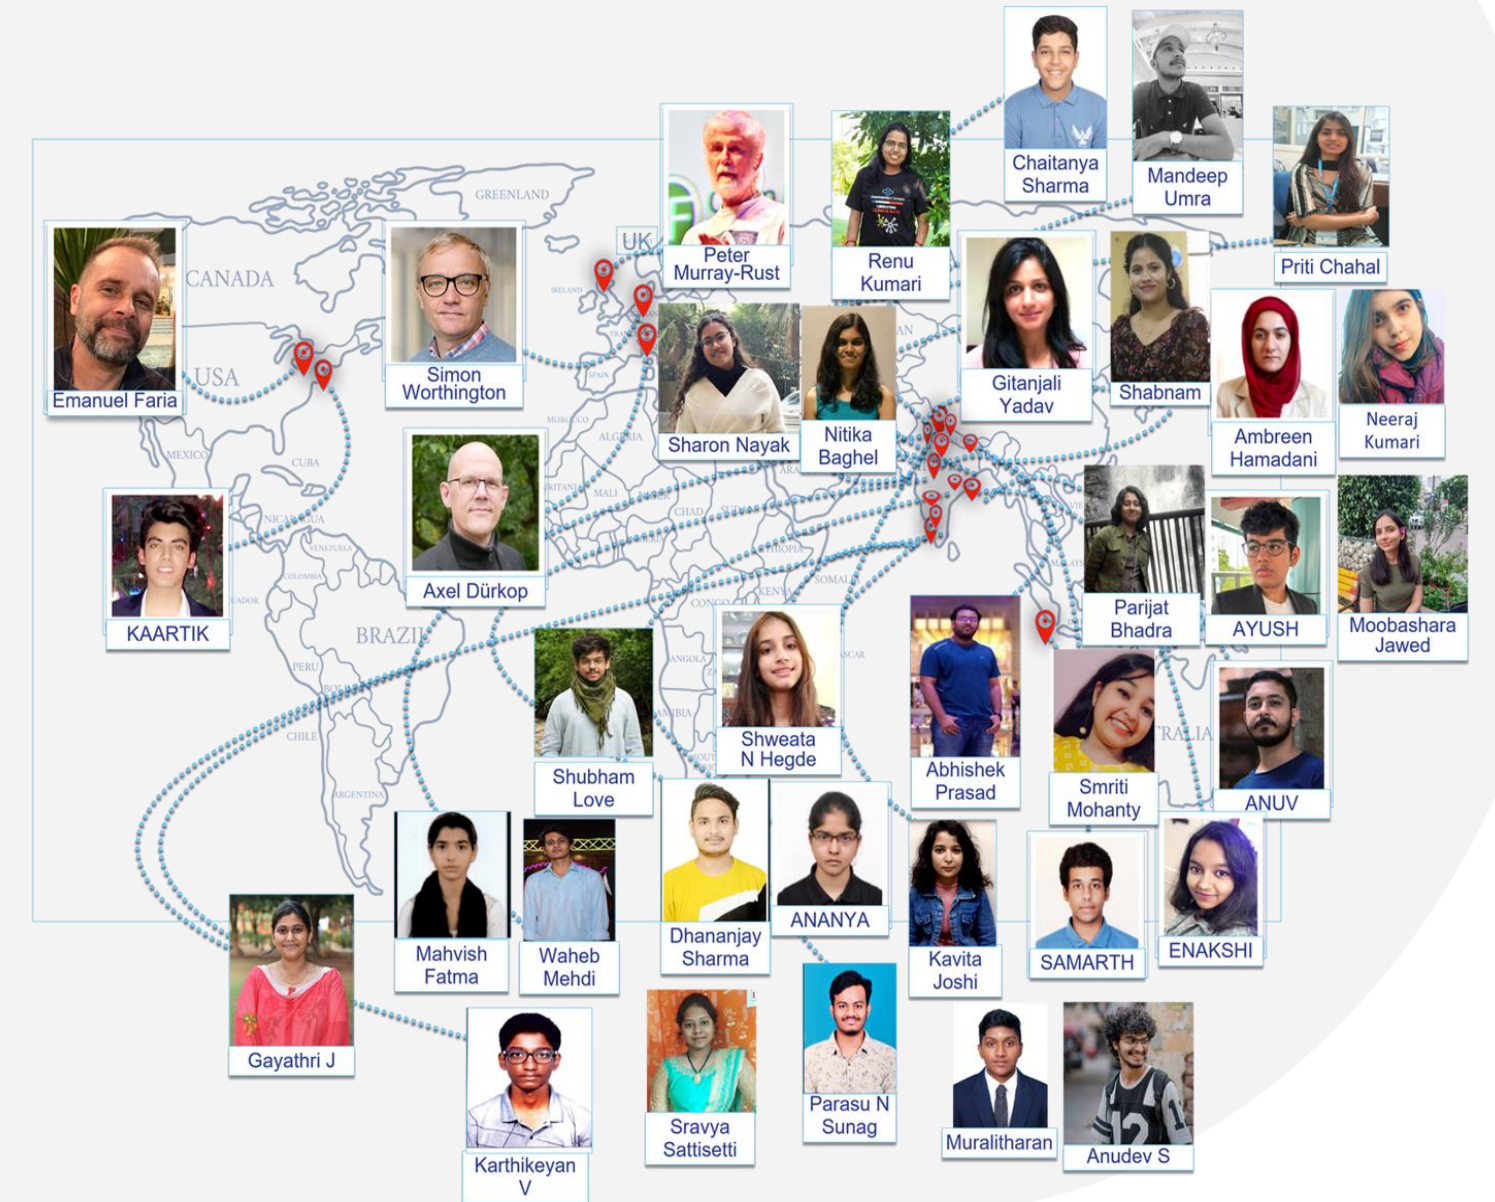 Chaitanya
Sharma
Mandeep
Umra
GREENLAND
UK
Peter
Murray-Rust
Renu
Kumari
Priti Chahal
CANADA
IRELAND
Emanuel Faria
USA
Simon
Worthington
SPAIN
Gitanjali
Yadav
Shabnam
Ambreen
Hamadani
Neeraj
Kumari
MEXICO
CUBA
MOROCCO
ALGERIA
Sharon Nayak
Nitika
Baghel
MALI
CHAD
NICARAGUA
VENEZUELA
COLOMBIA
KAARTIK
Axel Dürkop
SOMALIA
KENYA
CONGO
Parijat
Bhadra
AYUSH
Moobashara
Jawed
BRAZIL
PERU
ANGOLA
CHILE
ARGENTINA
Shubham
Love
Shweata
N Hegde
Abhishek
Prasad
Smriti
Mohanty
ANUV
Mahvish
Fatma
Waheb
Mehdi
Dhananjay
Sharma
ANANYA
Kavita
Joshi
SAMARTH
ENAKSHI
Gayathri J
Karthikeyan
V
Sravya
Sattisetti
Parasu N
Sunag
Muralitharan
12
1
Anudev S